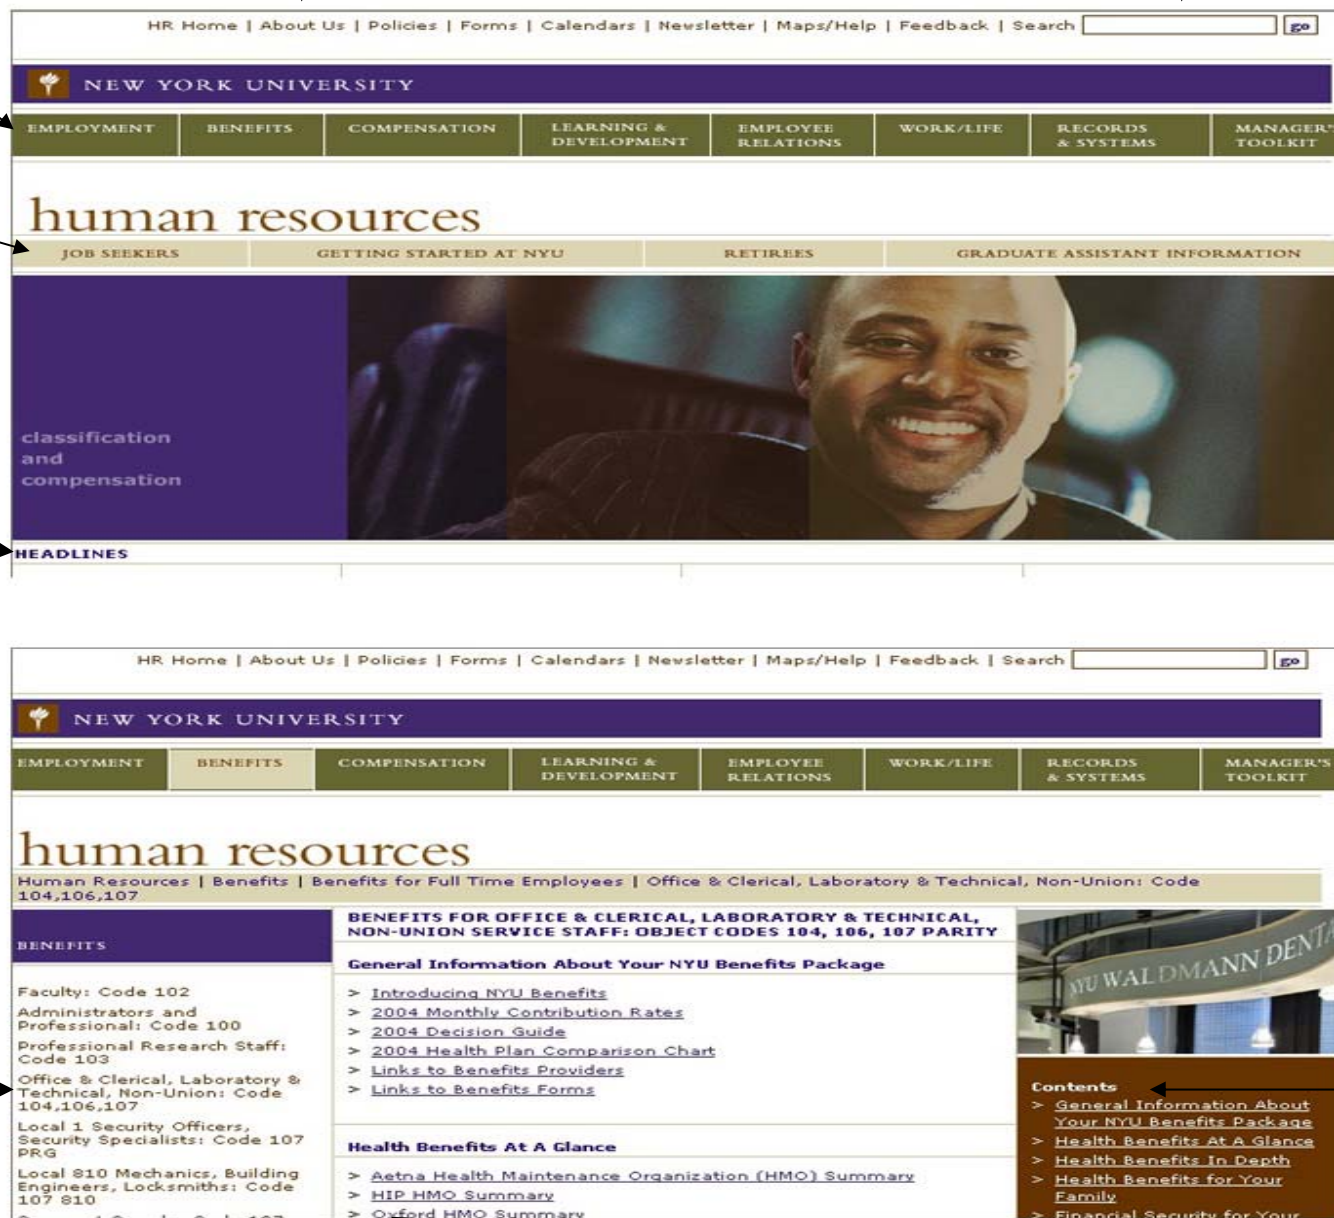 HR Home | About Us | Policies | Forms | Calendars | Newsletter | Maps/Help | Feedback | Search go
NEW YORK UNIVERSITY
EMPLOYMENT BENEFITS COMPENSATION LEARNING & DEVELOPMENT EMPLOYEE RELATIONS WORK/LIFE RECORDS & SYSTEMS MANAGER'S TOOLKIT
human resources
JOB SEEKERS GETTING STARTED AT NYU RETIREES GRADUATE ASSISTANT INFORMATION
classification
and
compensation
HEADLINES
HR Home | About Us | Policies | Forms | Calendars | Newsletter | Maps/Help | Feedback | Search go
NEW YORK UNIVERSITY
EMPLOYMENT BENEFITS COMPENSATION LEARNING & DEVELOPMENT EMPLOYEE RELATIONS WORK/LIFE RECORDS & SYSTEMS MANAGER'S TOOLKIT
human resources
Human Resources | Benefits | Benefits for Full Time Employees | Office & Clerical, Laboratory & Technical, Non-Union: Code
104,106,107
BENEFITS
Faculty: Code 102
Administrators and
Professional: Code 100
Professional Research Staff:
Code 103
Office & Clerical, Laboratory &
Technical, Non-Union: Code
104,106,107
Local 1 Security Officers,
Security Specialists: Code 107
PRG
Local 810 Mechanics, Building
Engineers, Locksmiths: Code
107 810
BENEFITS FOR OFFICE & CLERICAL, LABORATORY & TECHNICAL,
NON-UNION SERVICE STAFF: OBJECT CODES 104, 106, 107 PARITY
General Information About Your NYU Benefits Package
> Introducing NYU Benefits
> 2004 Monthly Contribution Rates
> 2004 Decision Guide
> 2004 Health Plan Comparison Chart
> Links to Benefits Providers
> Links to Benefits Forms
Health Benefits At A Glance
> Aetna Health Maintenance Organization (HMO) Summary
> HIP HMO Summary
> Oxford HMO Summary
NYU WALDMANN DENTA
Contents
> General Information About
Your NYU Benefits Package
> Health Benefits At A Glance
> Health Benefits In Depth
> Health Benefits for Your
Family
> Financial Security for Your